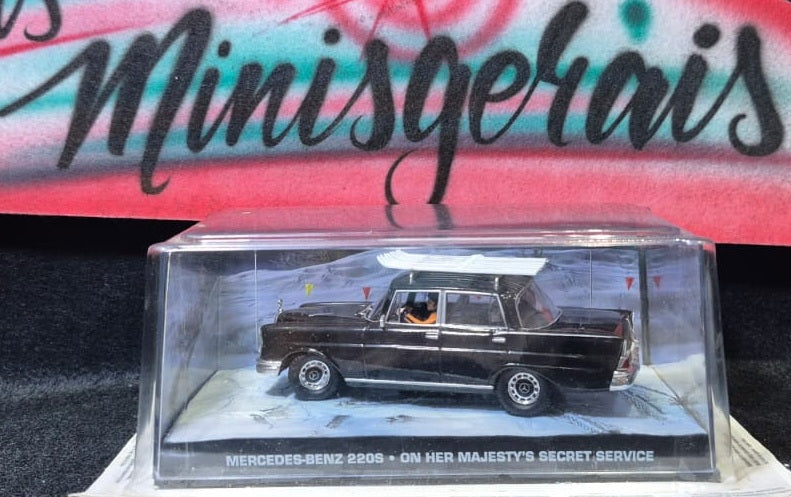 Minisgerais
MERCEDES-BENZ 220S • ON HER MAJESTY'S SECRET SERVICE